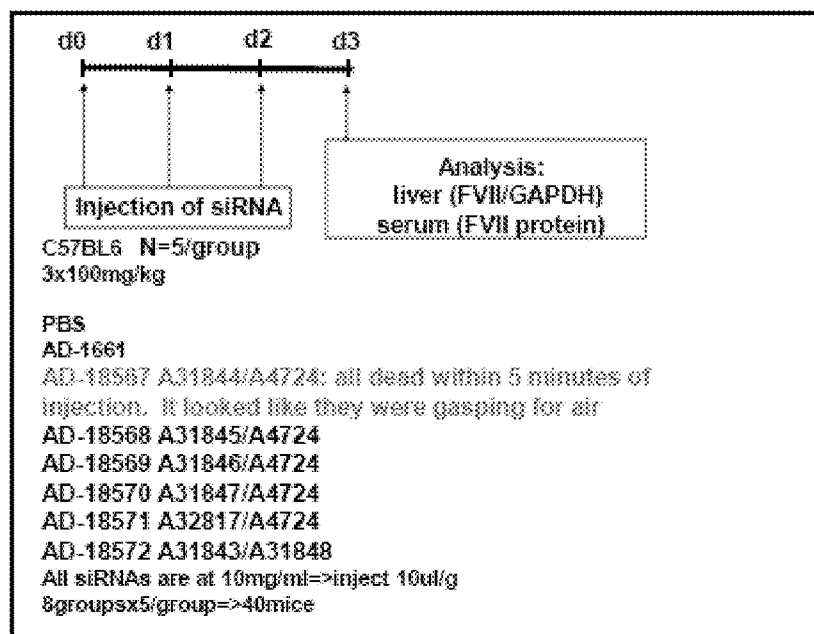 d0 d1 d2 d3
Analysis:
liver (FVII/GAPDH)
serum (FVII protein)
Injection of siRNA
C57BL6 N=5/group
3x100mg/kg
PBS
AD-1661
AD-18567 A31844/A4724: all dead within 5 minutes of
injection. It looked like they were gasping for air
AD-18568 A31845/A4724
AD-18569 A31846/A4724
AD-18570 A31847/A4724
AD-18571 A32817/A4724
AD-18572 A31843/A31848
All siRNAs are at 10mg/ml=>inject 10ul/g
8groupsx5/group=>40mice